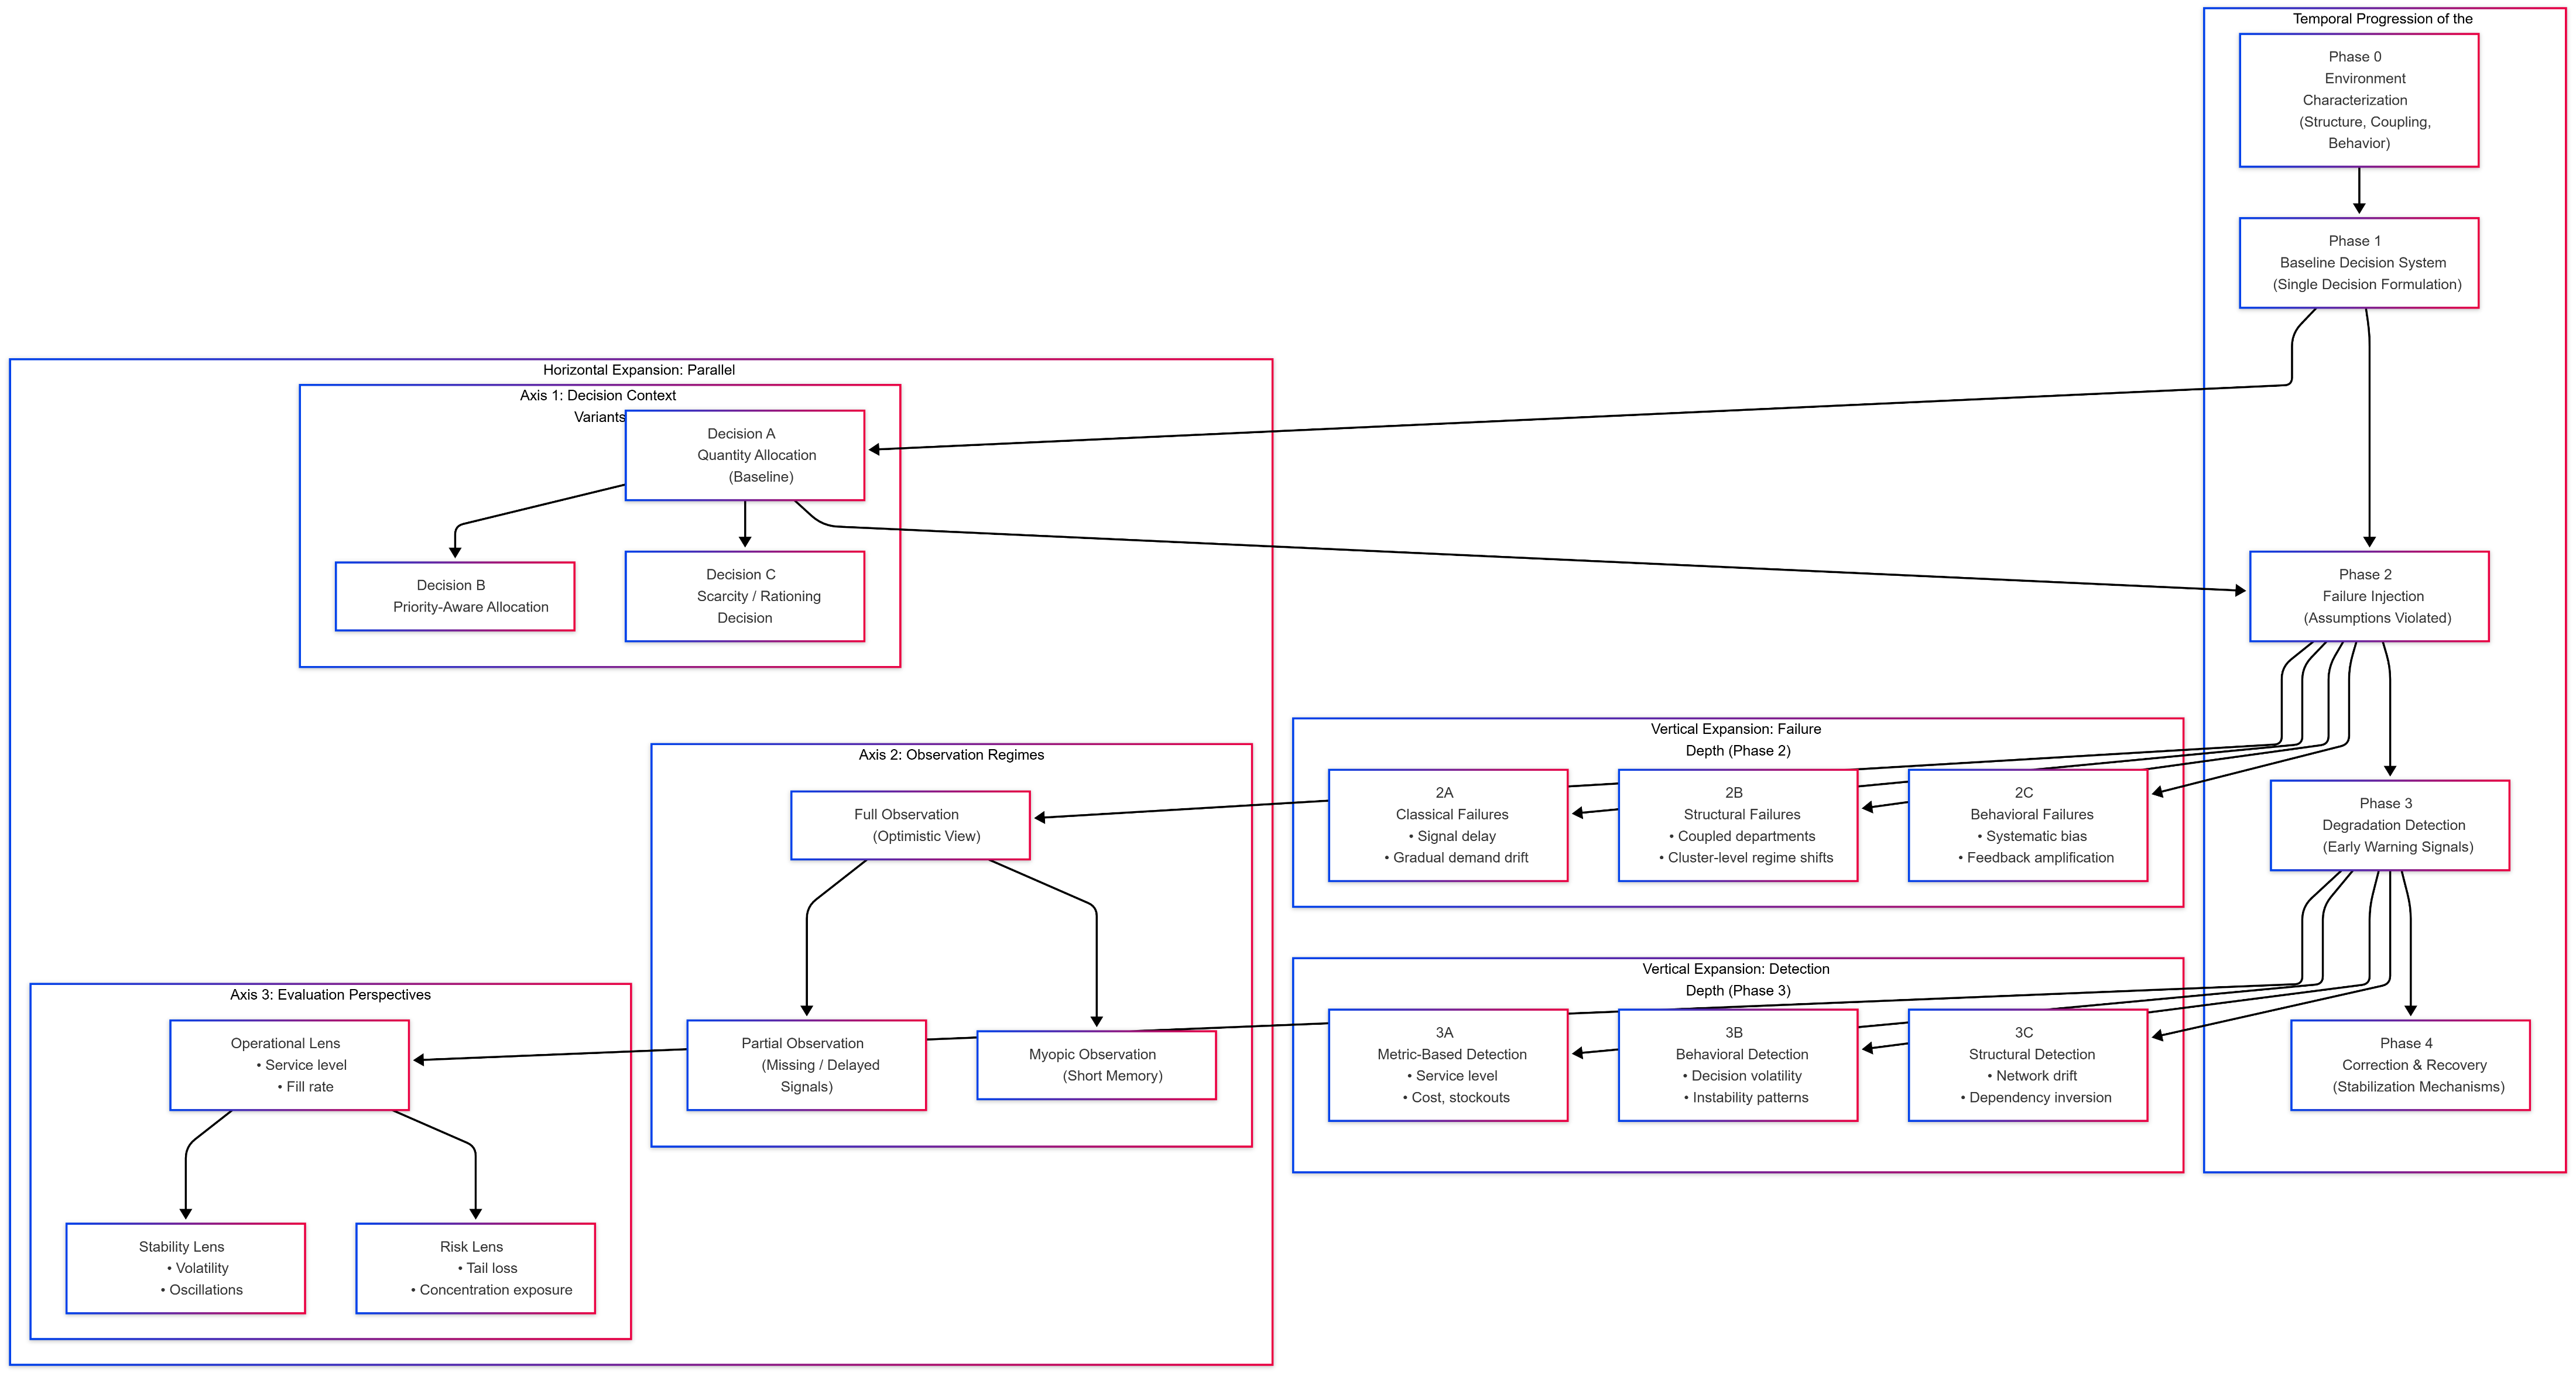 Temporal Progression of the
Phase 0
Environment
Characterization
(Structure, Coupling,
Behavior)
Phase 1
Baseline Decision System
(Single Decision Formulation)
Horizontal Expansion: Parallel
Axis 1: Decision Context
Variants
Decision A
Quantity Allocation
(Baseline)
Decision B
Priority-Aware Allocation
Decision C
Scarcity / Rationing
Decision
Phase 2
Failure Injection
(Assumptions Violated)
Vertical Expansion: Failure
Depth (Phase 2)
2A
Classical Failures
• Signal delay
• Gradual demand drift
2B
Structural Failures
• Coupled departments
• Cluster-level regime shifts
2C
Behavioral Failures
• Systematic bias
• Feedback amplification
Axis 2: Observation Regimes
Full Observation
(Optimistic View)
Phase 3
Degradation Detection
(Early Warning Signals)
Partial Observation
(Missing / Delayed
Signals)
Myopic Observation
(Short Memory)
Vertical Expansion: Detection
Depth (Phase 3)
3A
Metric-Based Detection
• Service level
• Cost, stockouts
3B
Behavioral Detection
• Decision volatility
• Instability patterns
3C
Structural Detection
• Network drift
• Dependency inversion
Phase 4
Correction & Recovery
(Stabilization Mechanisms)
Axis 3: Evaluation Perspectives
Operational Lens
• Service level
• Fill rate
Stability Lens
• Volatility
• Oscillations
Risk Lens
• Tail loss
• Concentration exposure